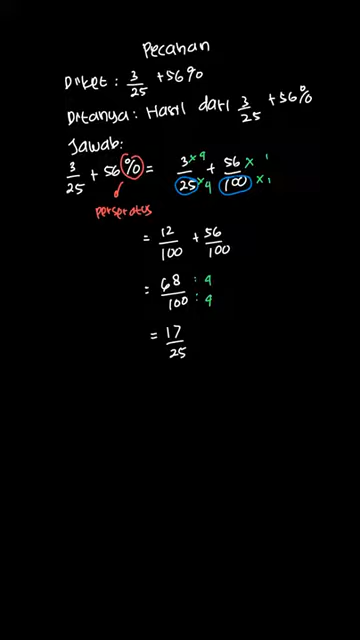 Pecahan
Diket : 3/25 + 56%
Ditanya : Hasil dari 3/25 + 56%
Jawab :
3/25 + 56% = 3 × 4/25 × 4 + 56 × 1/100 × 1
perseratus
= 12/100 + 56/100
= 68 : 4/100 : 4
= 17/25